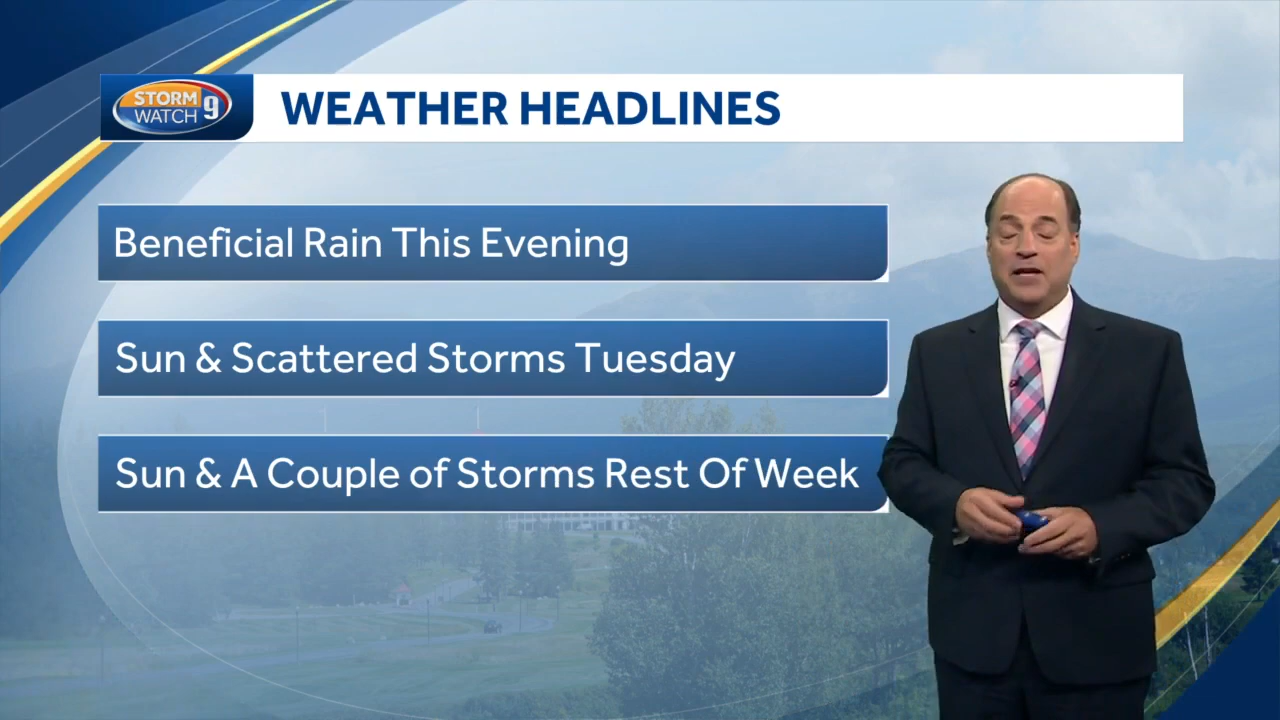 STORM
WATCH 9
WEATHER HEADLINES
Beneficial Rain This Evening
Sun & Scattered Storms Tuesday
Sun & A Couple of Storms Rest Of Week